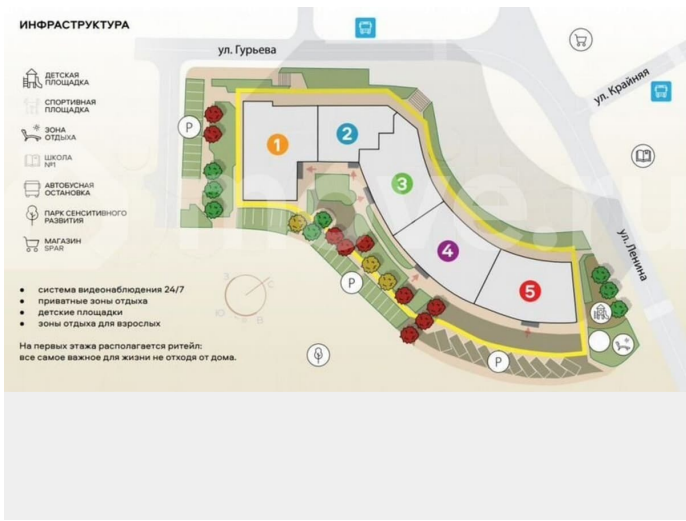 ИНФРАСТРУКТУРА
ул. Гурьева
ул. Крайняя
ул. Ленина
ДЕТСКАЯ
ПЛОЩАДКА
СПОРТИВНАЯ
ПЛОЩАДКА
ЗОНА
ОТДЫХА
ШКОЛА
№1
АВТОБУСНАЯ
ОСТАНОВКА
ПАРК СЕНСИТИВНОГО
РАЗВИТИЯ
МАГАЗИН
SPAR
P
1
2
3
4
5
P
P
З
С
Ю
В
move.ru
• система видеонаблюдения 24/7
• приватные зоны отдыха
• детские площадки
• зоны отдыха для взрослых
На первых этажа располагается ритейл:
все самое важное для жизни не отходя от дома.